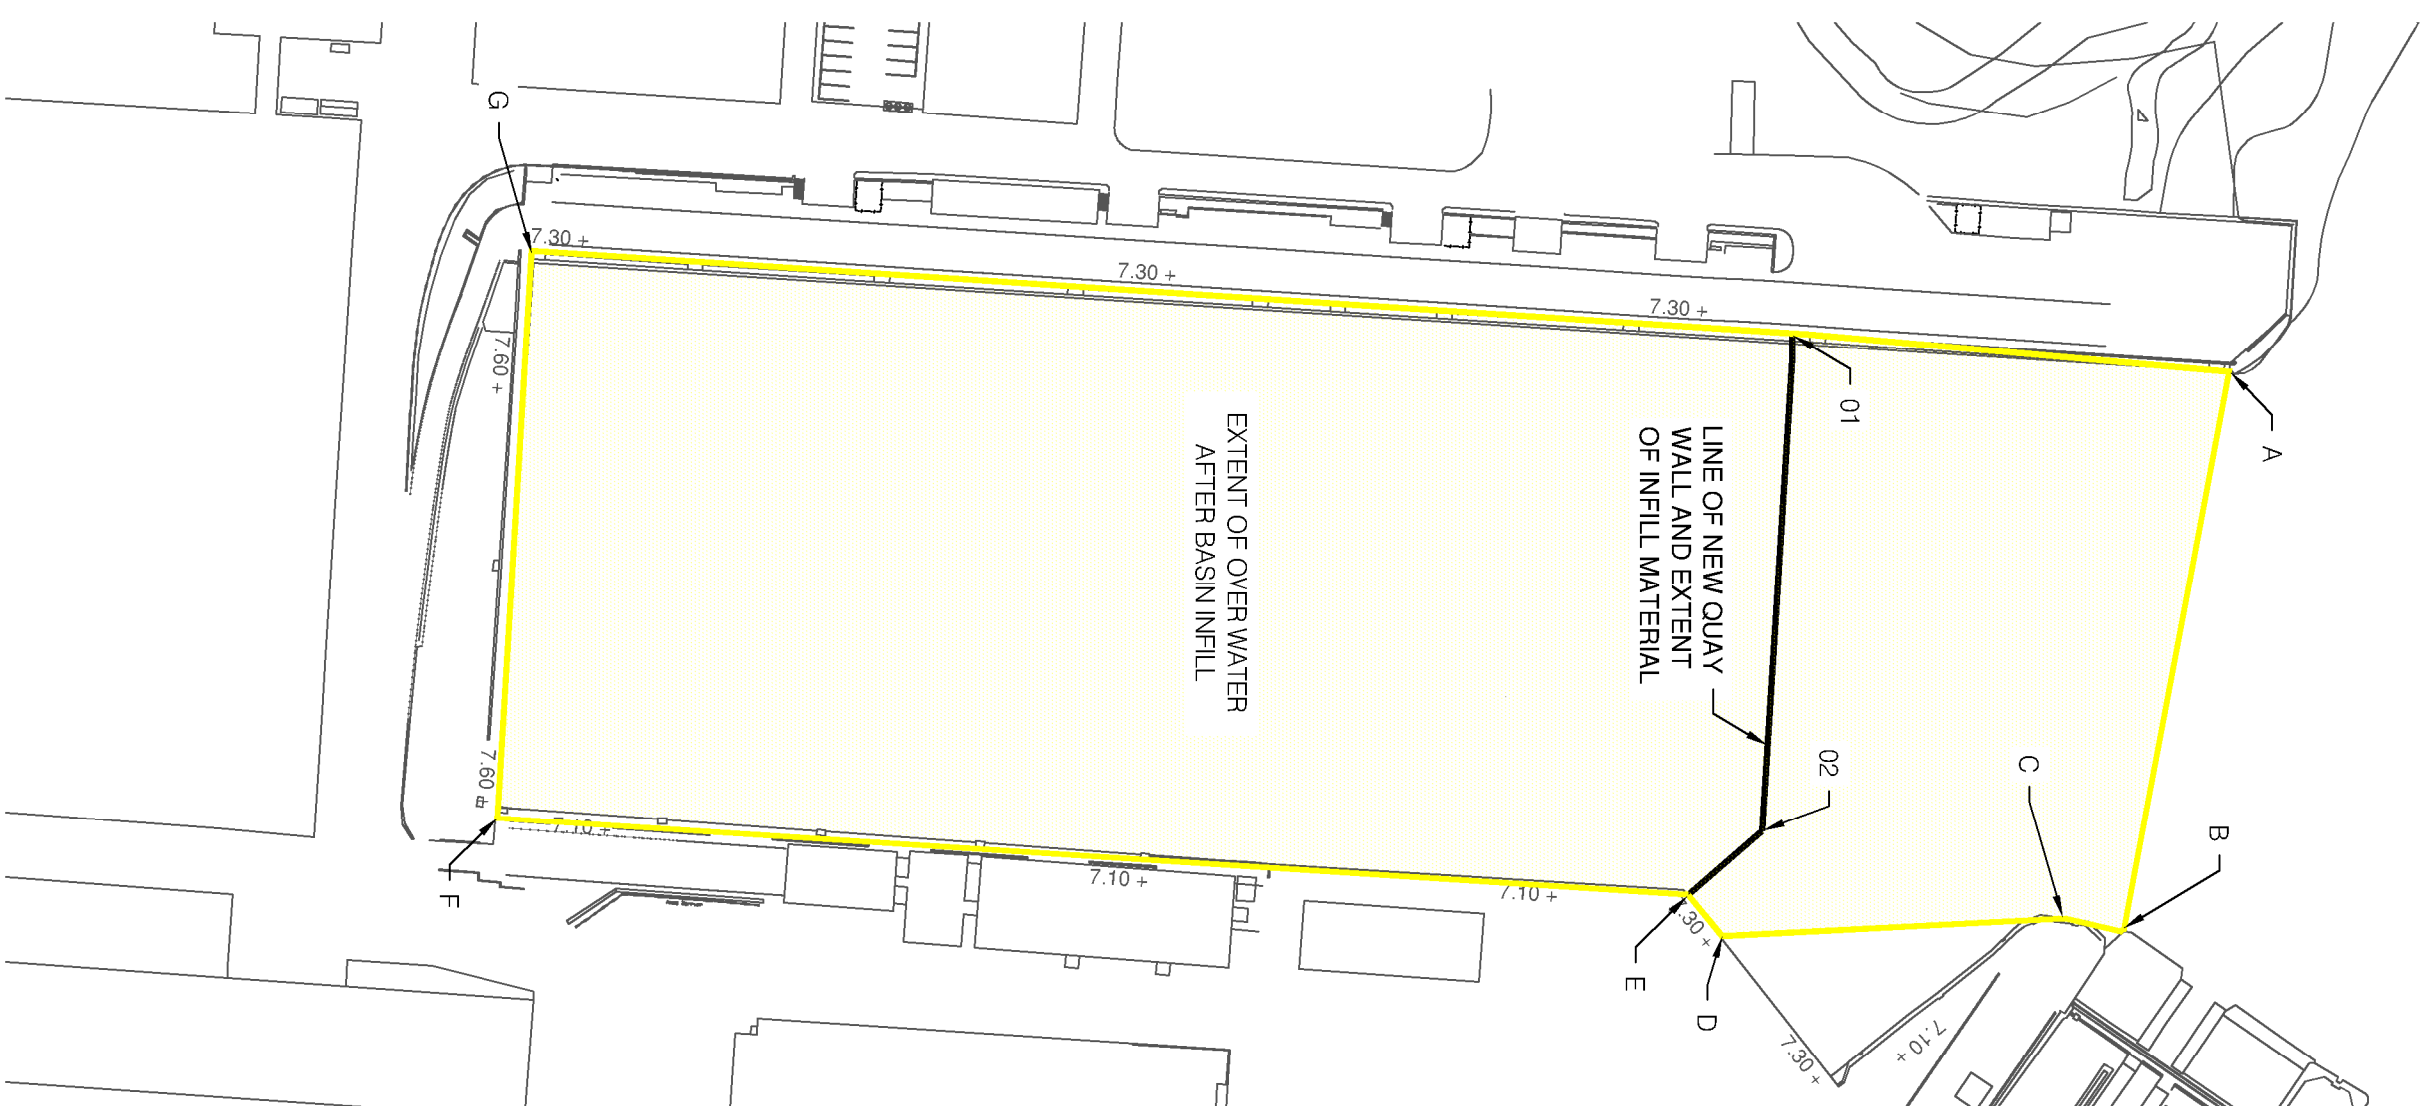 G
7.30 +
7.30 +
7.30 +
7.60 +
01
A
LINE OF NEW QUAY
WALL AND EXTENT
OF INFILL MATERIAL
EXTENT OF OVER WATER
AFTER BASIN INFILL
02
C
B
7.60 +
7.10 +
7.10 +
7.10 +
F
E
D
.30 +
7.30 +
7.10 +